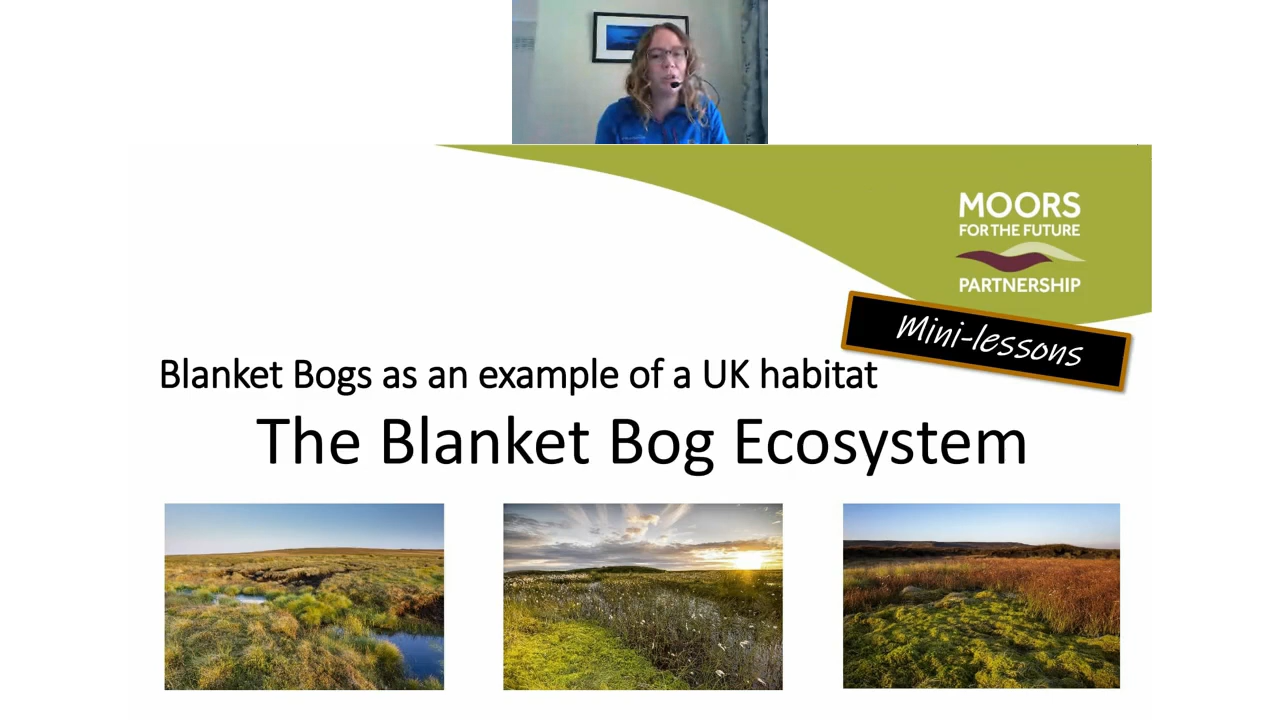 MOORS
FOR THE FUTURE
PARTNERSHIP
Mini-lessons
Blanket Bogs as an example of a UK habitat
The Blanket Bog Ecosystem